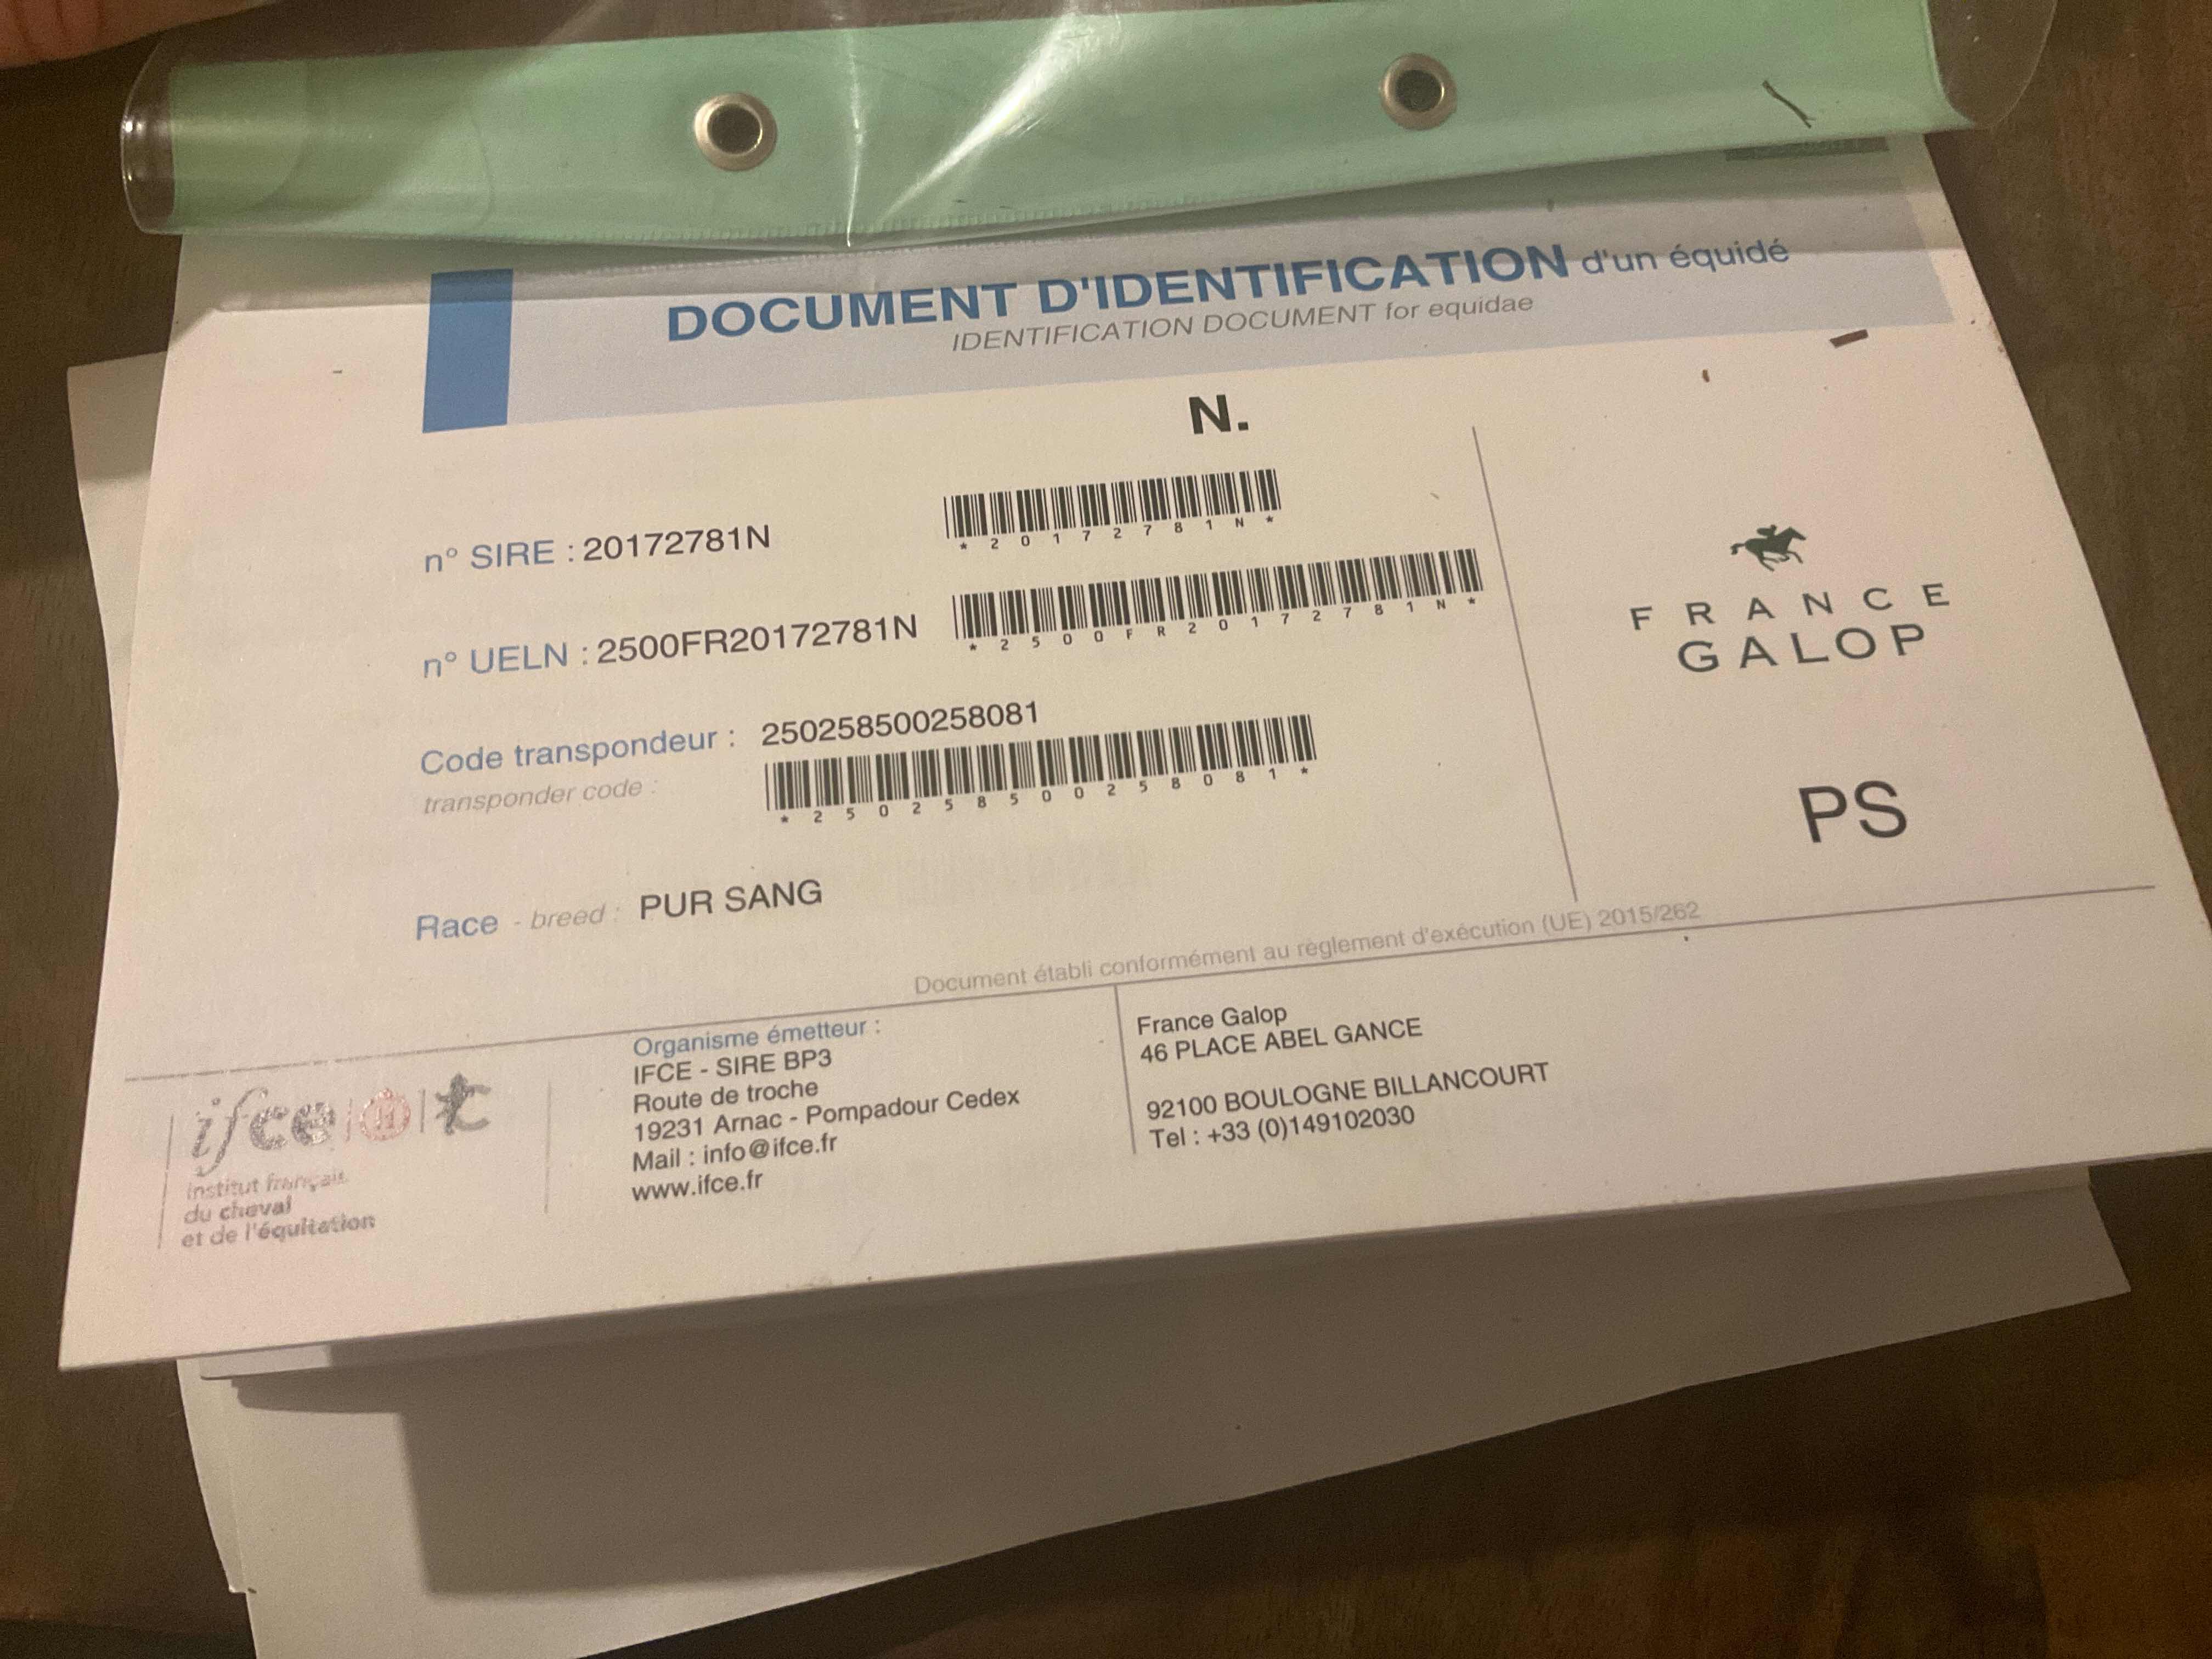 DOCUMENT D'IDENTIFICATION d'un équidé
IDENTIFICATION DOCUMENT for equidae
N.
n° SIRE : 20172781N
*20172781N*
n° UELN : 2500FR20172781N
*2500FR20172781N*
Code transpondeur : 250258500258081
transponder code :
*250258500258081*
Race - breed : PUR SANG
FRANCE
GALOP
PS
Document établi conformément au règlement d'exécution (UE) 2015/262
ifce
institut français
du cheval
et de l'équitation
Organisme émetteur :
IFCE - SIRE BP3
Route de troche
19231 Arnac - Pompadour Cedex
Mail : info@ifce.fr
www.ifce.fr
France Galop
46 PLACE ABEL GANCE
92100 BOULOGNE BILLANCOURT
Tel : +33 (0)149102030